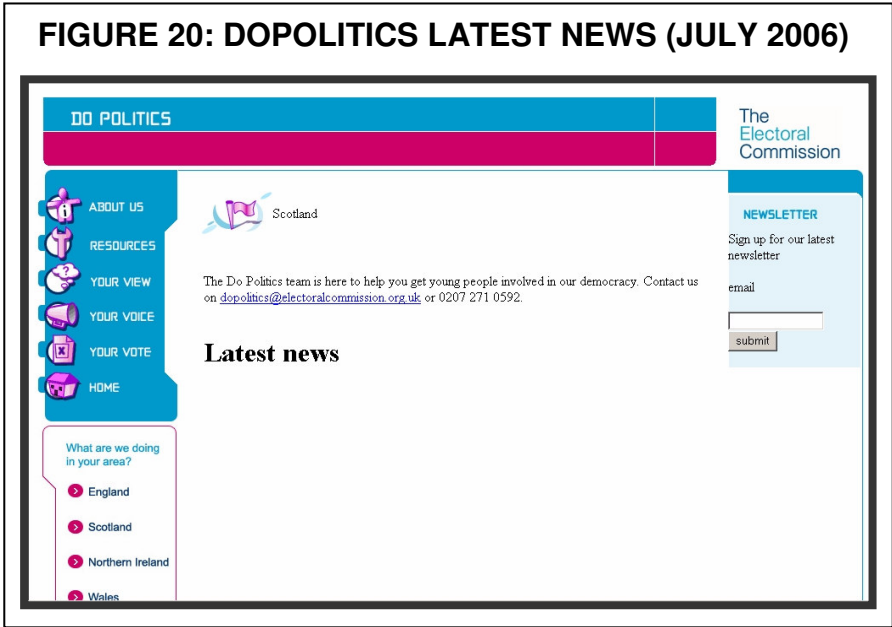 FIGURE 20: DOPOLITICS LATEST NEWS (JULY 2006)
DO POLITICS
The
Electoral
Commission
ABOUT US
RESOURCES
YOUR VIEW
YOUR VOICE
YOUR VOTE
HOME
What are we doing
in your area?
England
Scotland
Northern Ireland
Wales
Scotland
The Do Politics team is here to help you get young people involved in our democracy. Contact us
on dopolitics@electoralcommission.org.uk or 0207 271 0592.
Latest news
NEWSLETTER
Sign up for our latest
newsletter
email
submit